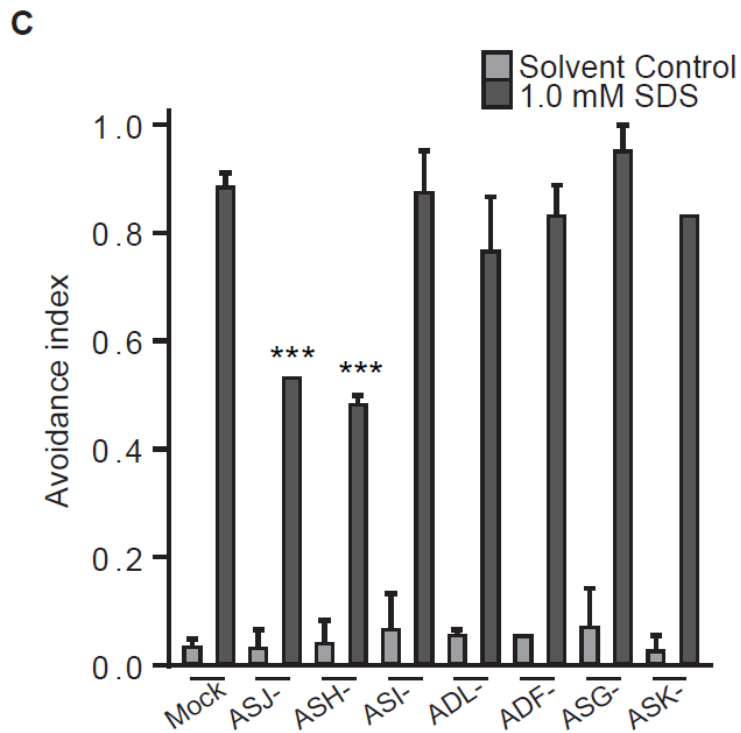 C
Solvent Control
1.0 mM SDS
Avoidance index
1.0
0.8
0.6
0.4
0.2
0.0
***
***
Mock
ASJ-
ASH-
ASI-
ADL-
ADF-
ASG-
ASK-